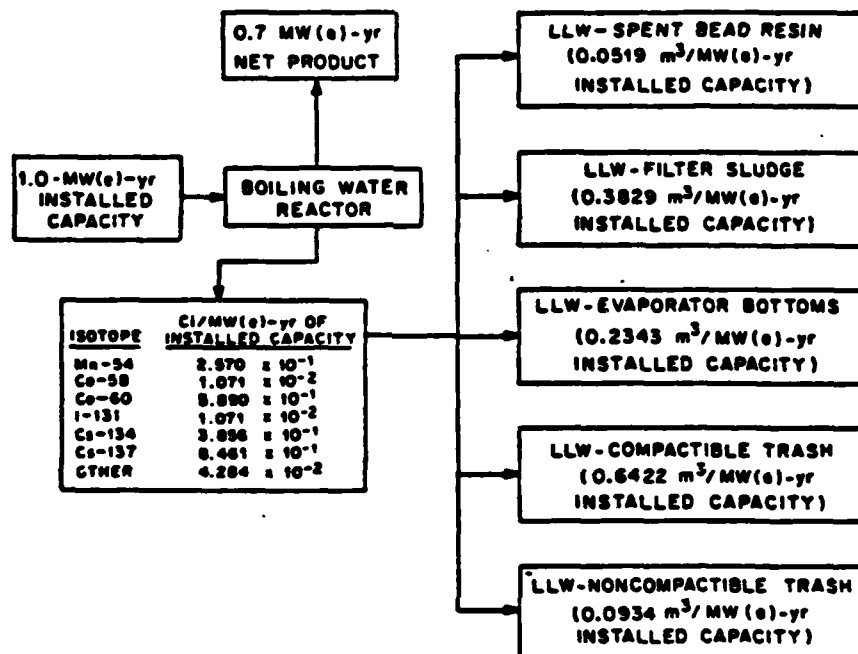 0.7 MW(e)-yr
NET PRODUCT
1.0-MW(e)-yr
INSTALLED
CAPACITY
BOILING WATER
REACTOR
CI/MW(e)-yr OF
ISOTOPE INSTALLED CAPACITY
Mn-54 2.570 x 10-1
Co-58 1.071 x 10-2
Co-60 5.890 x 10-1
I-131 1.071 x 10-2
Cs-134 3.856 x 10-1
Cs-137 8.461 x 10-1
OTHER 4.284 x 10-2
LLW-SPENT BEAD RESIN
(0.0519 m3/MW(e)-yr
INSTALLED CAPACITY)
LLW-FILTER SLUDGE
(0.3829 m3/MW(e)-yr
INSTALLED CAPACITY)
LLW-EVAPORATOR BOTTOMS
(0.2343 m3/MW(e)-yr
INSTALLED CAPACITY)
LLW-COMPACTIBLE TRASH
(0.6422 m3/MW(e)-yr
INSTALLED CAPACITY)
LLW-NONCOMPACTIBLE TRASH
(0.0934 m3/MW(e)-yr
INSTALLED CAPACITY)